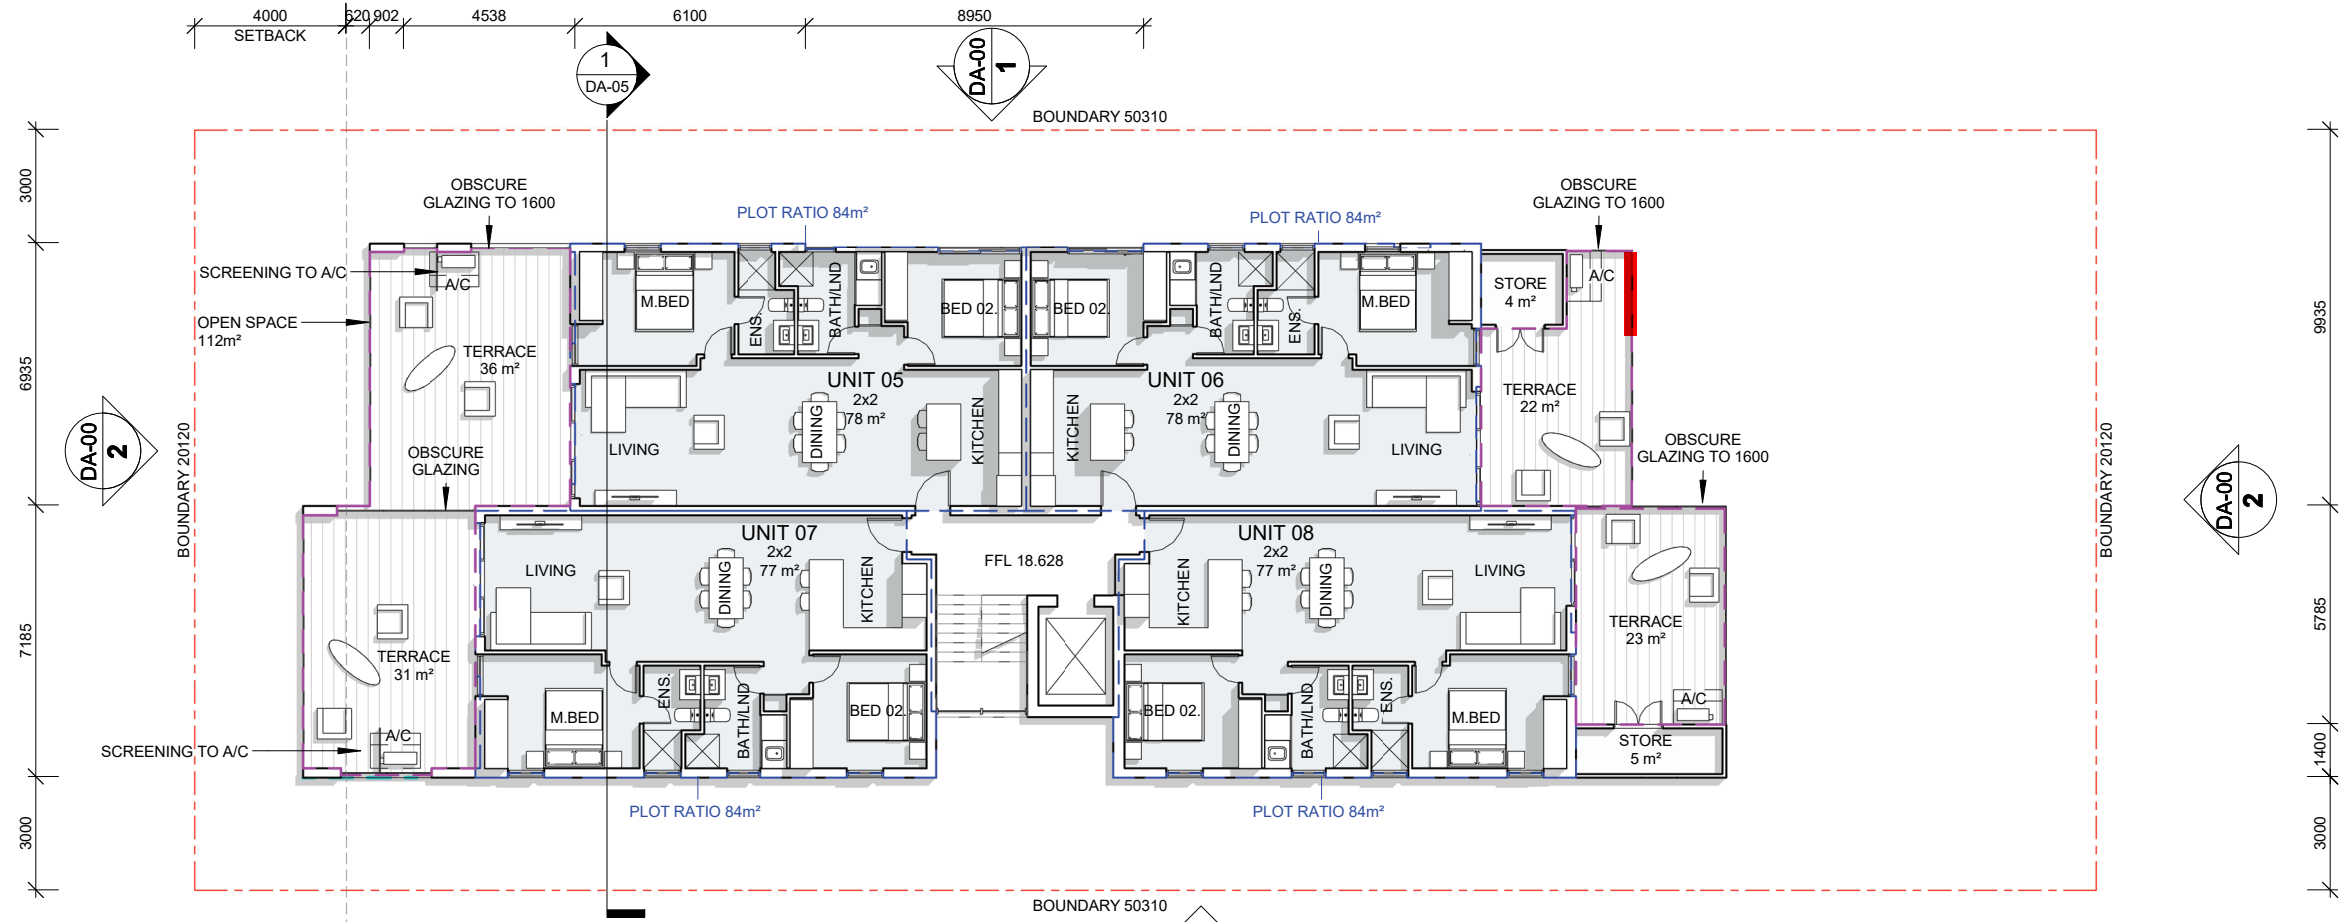 4000
620
902
4538
6100
8950
SETBACK
1
DA-05
DA-00
1
BOUNDARY 50310
3000
6935
7185
3000
9935
5785
1400
3000
OBSCURE
GLAZING TO 1600
PLOT RATIO 84m²
PLOT RATIO 84m²
OBSCURE
GLAZING TO 1600
SCREENING TO A/C
A/C
OPEN SPACE
112m²
TERRACE
36 m²
M.BED
ENS.
BATH/LND
BED 02.
BED 02.
BATH/LND
ENS.
M.BED
STORE
4 m²
A/C
UNIT 05
2x2
78 m²
UNIT 06
2x2
78 m²
TERRACE
22 m²
LIVING
DINING
KITCHEN
KITCHEN
DINING
LIVING
OBSCURE
GLAZING
OBSCURE
GLAZING TO 1600
DA-00
2
BOUNDARY 20120
BOUNDARY 20120
DA-00
2
UNIT 07
2x2
77 m²
FFL 18.628
UNIT 08
2x2
77 m²
LIVING
DINING
KITCHEN
KITCHEN
DINING
LIVING
TERRACE
31 m²
TERRACE
23 m²
M.BED
ENS.
BATH/LND
BED 02.
BED 02.
BATH/LND
ENS.
M.BED
A/C
A/C
SCREENING TO A/C
STORE
5 m²
PLOT RATIO 84m²
PLOT RATIO 84m²
BOUNDARY 50310